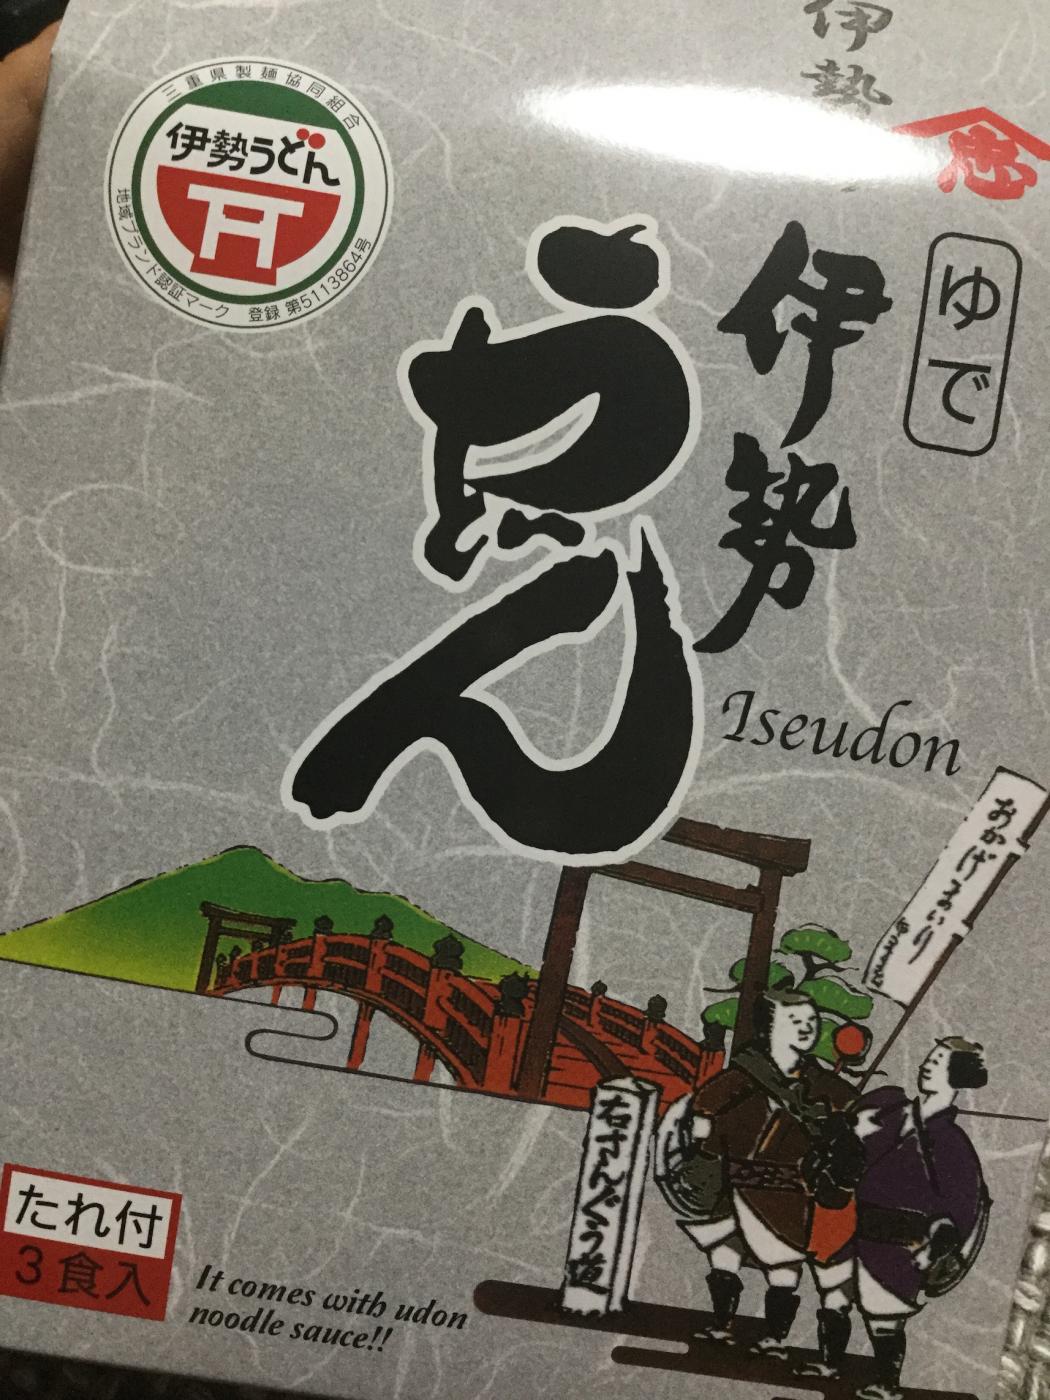 伊勢
忠
三重県製麺協同組合
伊勢うどん
地域ブランド認証マーク 登録 第5113864号
ゆで
伊勢
うどん
Iseudon
おかげまいり
右さんぐう道
たれ付
3食入
It comes with udon
noodle sauce!!